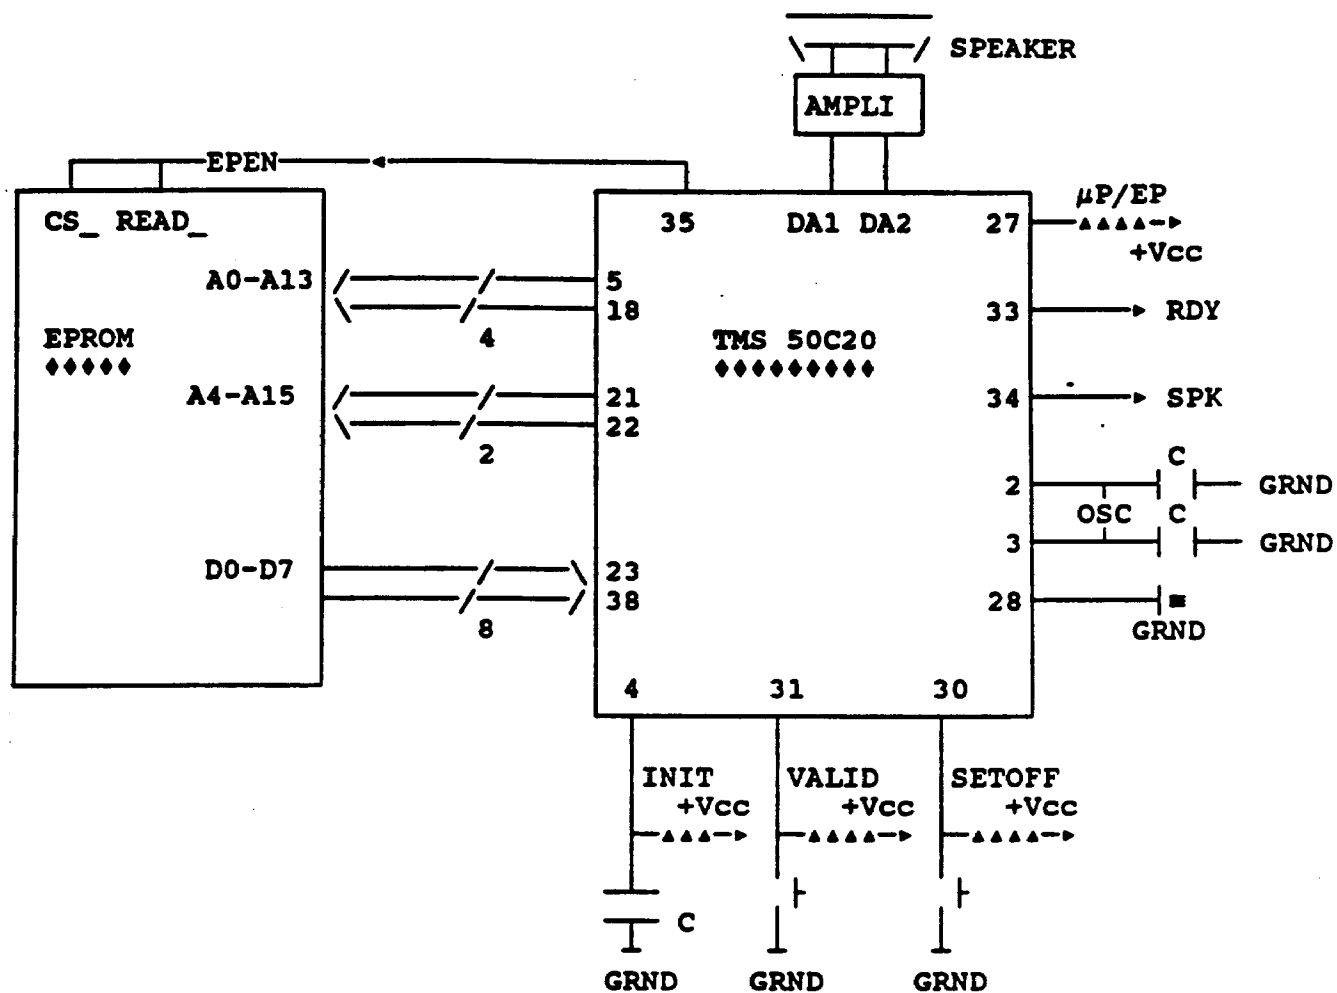 SPEAKER
AMPLI
EPEN
CS_ READ_
35
DA1 DA2
27
µP/EP
+Vcc
A0-A13
5
18
4
33
RDY
EPROM
TMS 50C20
A4-A15
21
22
2
34
SPK
2
C
GRND
OSC
3
C
GRND
D0-D7
23
38
8
28
GRND
4
31
30
INIT
+Vcc
VALID
+Vcc
SETOFF
+Vcc
C
GRND
GRND
GRND